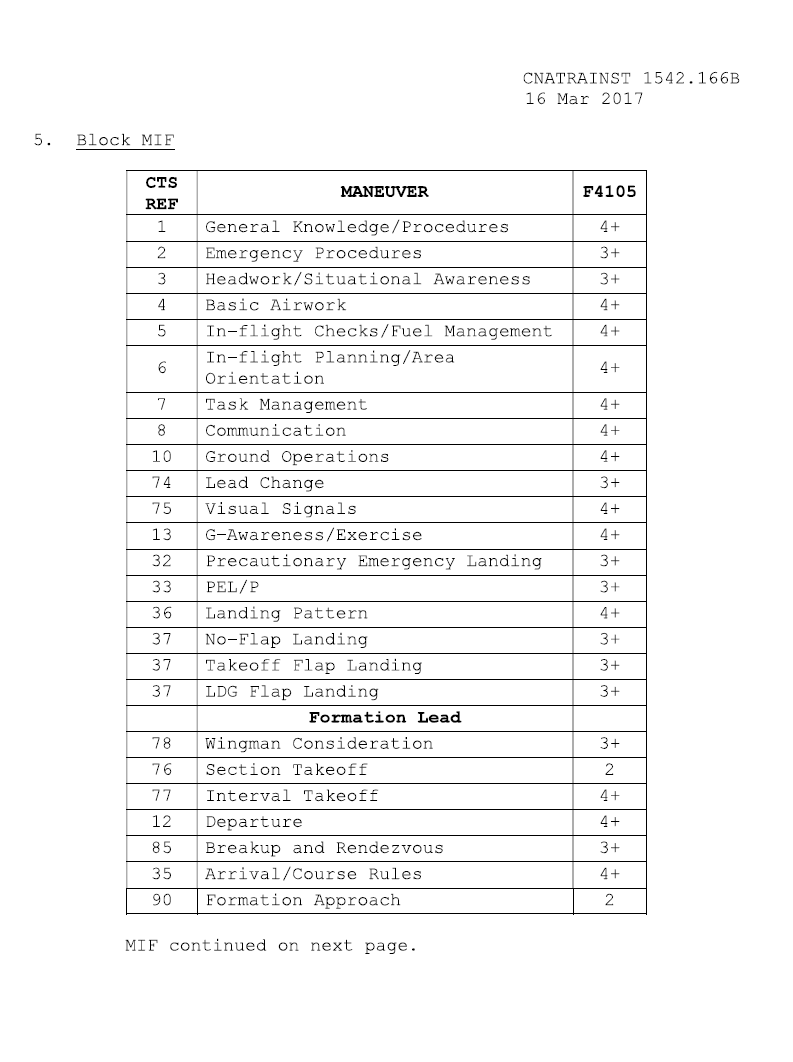 CNATRAINST 1542.166B
16 Mar 2017
5. Block MIF
CTS REF MANEUVER F4105
1 General Knowledge/Procedures 4+
2 Emergency Procedures 3+
3 Headwork/Situational Awareness 3+
4 Basic Airwork 4+
5 In-flight Checks/Fuel Management 4+
6 In-flight Planning/Area
Orientation 4+
7 Task Management 4+
8 Communication 4+
10 Ground Operations 4+
74 Lead Change 3+
75 Visual Signals 4+
13 G-Awareness/Exercise 4+
32 Precautionary Emergency Landing 3+
33 PEL/P 3+
36 Landing Pattern 4+
37 No-Flap Landing 3+
37 Takeoff Flap Landing 3+
37 LDG Flap Landing 3+
Formation Lead
78 Wingman Consideration 3+
76 Section Takeoff 2
77 Interval Takeoff 4+
12 Departure 4+
85 Breakup and Rendezvous 3+
35 Arrival/Course Rules 4+
90 Formation Approach 2
MIF continued on next page.